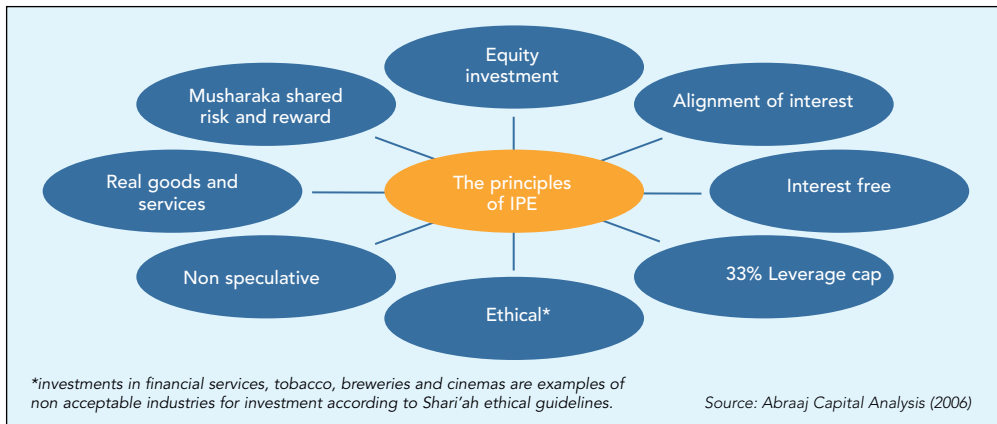 Equity
investment
Musharaka shared
risk and reward
Alignment of interest
Real goods and
services
The principles
of IPE
Interest free
Non speculative
33% Leverage cap
Ethical*
*investments in financial services, tobacco, breweries and cinemas are examples of
non acceptable industries for investment according to Shari’ah ethical guidelines.
Source: Abraaj Capital Analysis (2006)